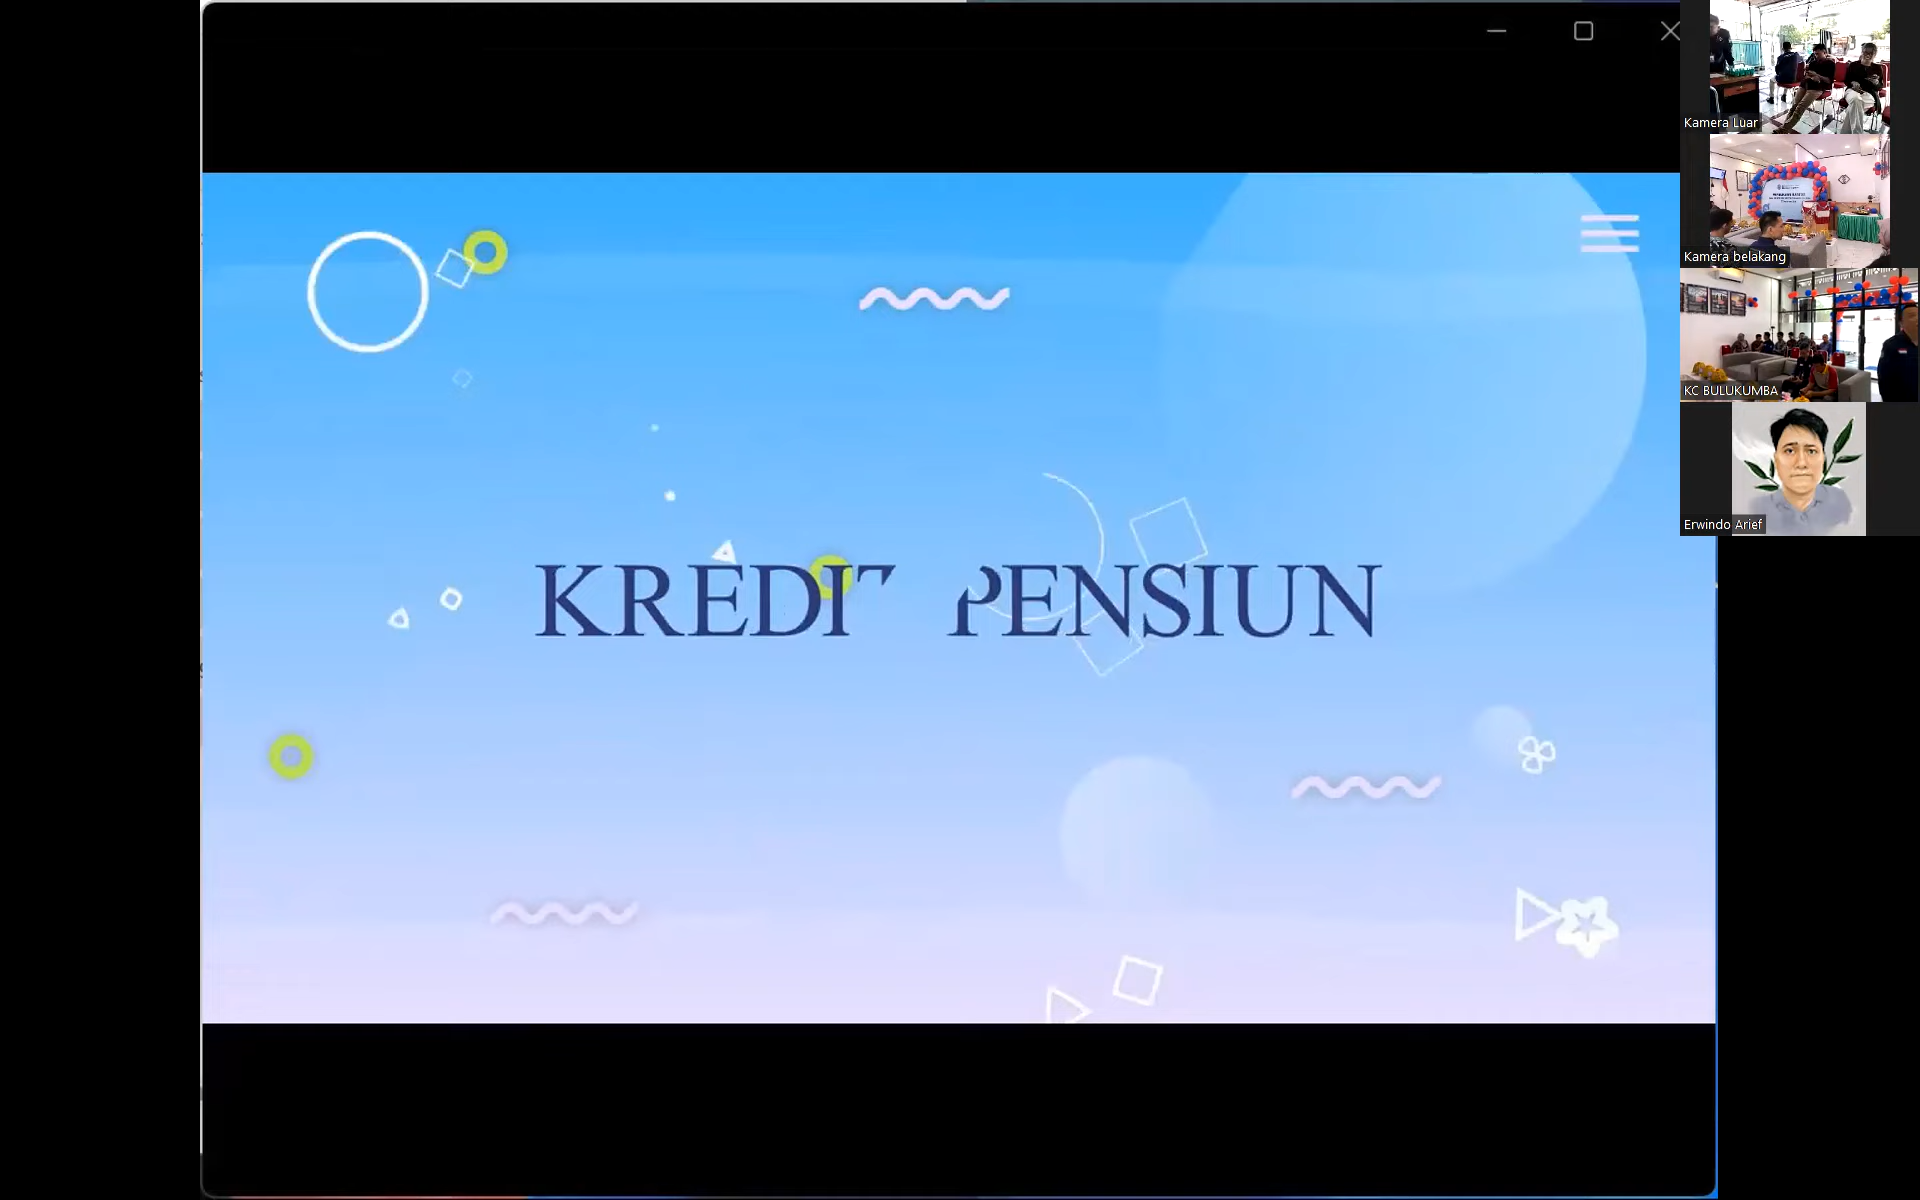 KREDIT PENSIUN
Kamera Luar
Kamera belakang
KC BULUKUMBA
Erwindo Arief